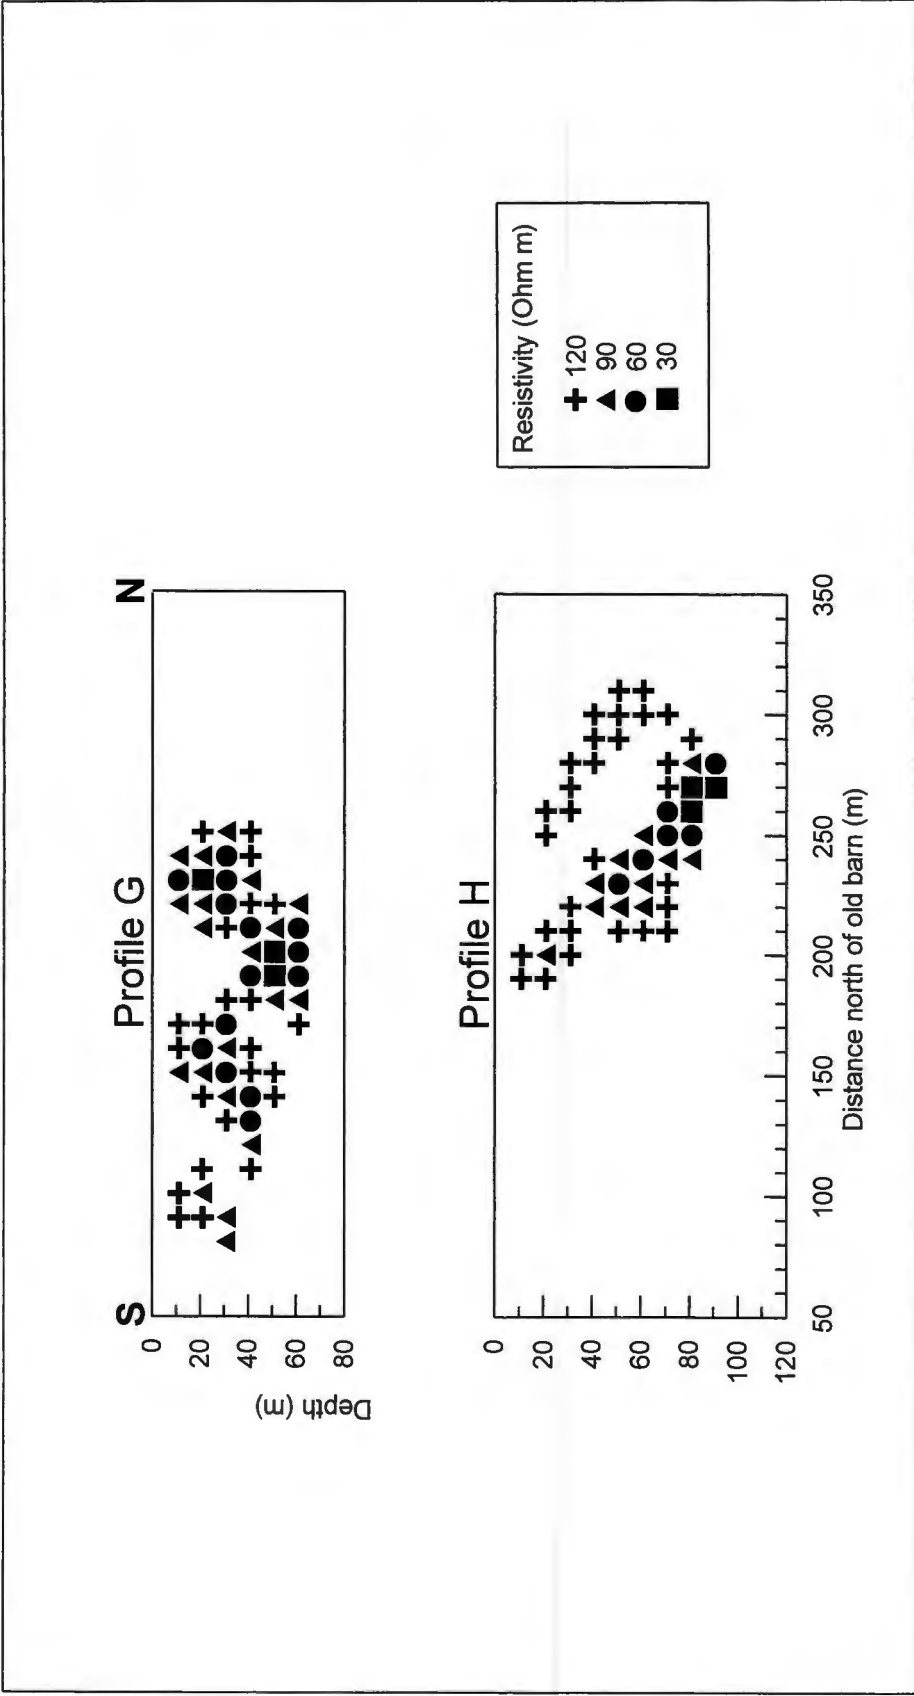 Profile G
S N
0
20
40
60
80
Depth (m)
Profile H
0
20
40
60
80
100
120
50 100 150 200 250 300 350
Distance north of old barn (m)
Resistivity (Ohm m)
120
90
60
30